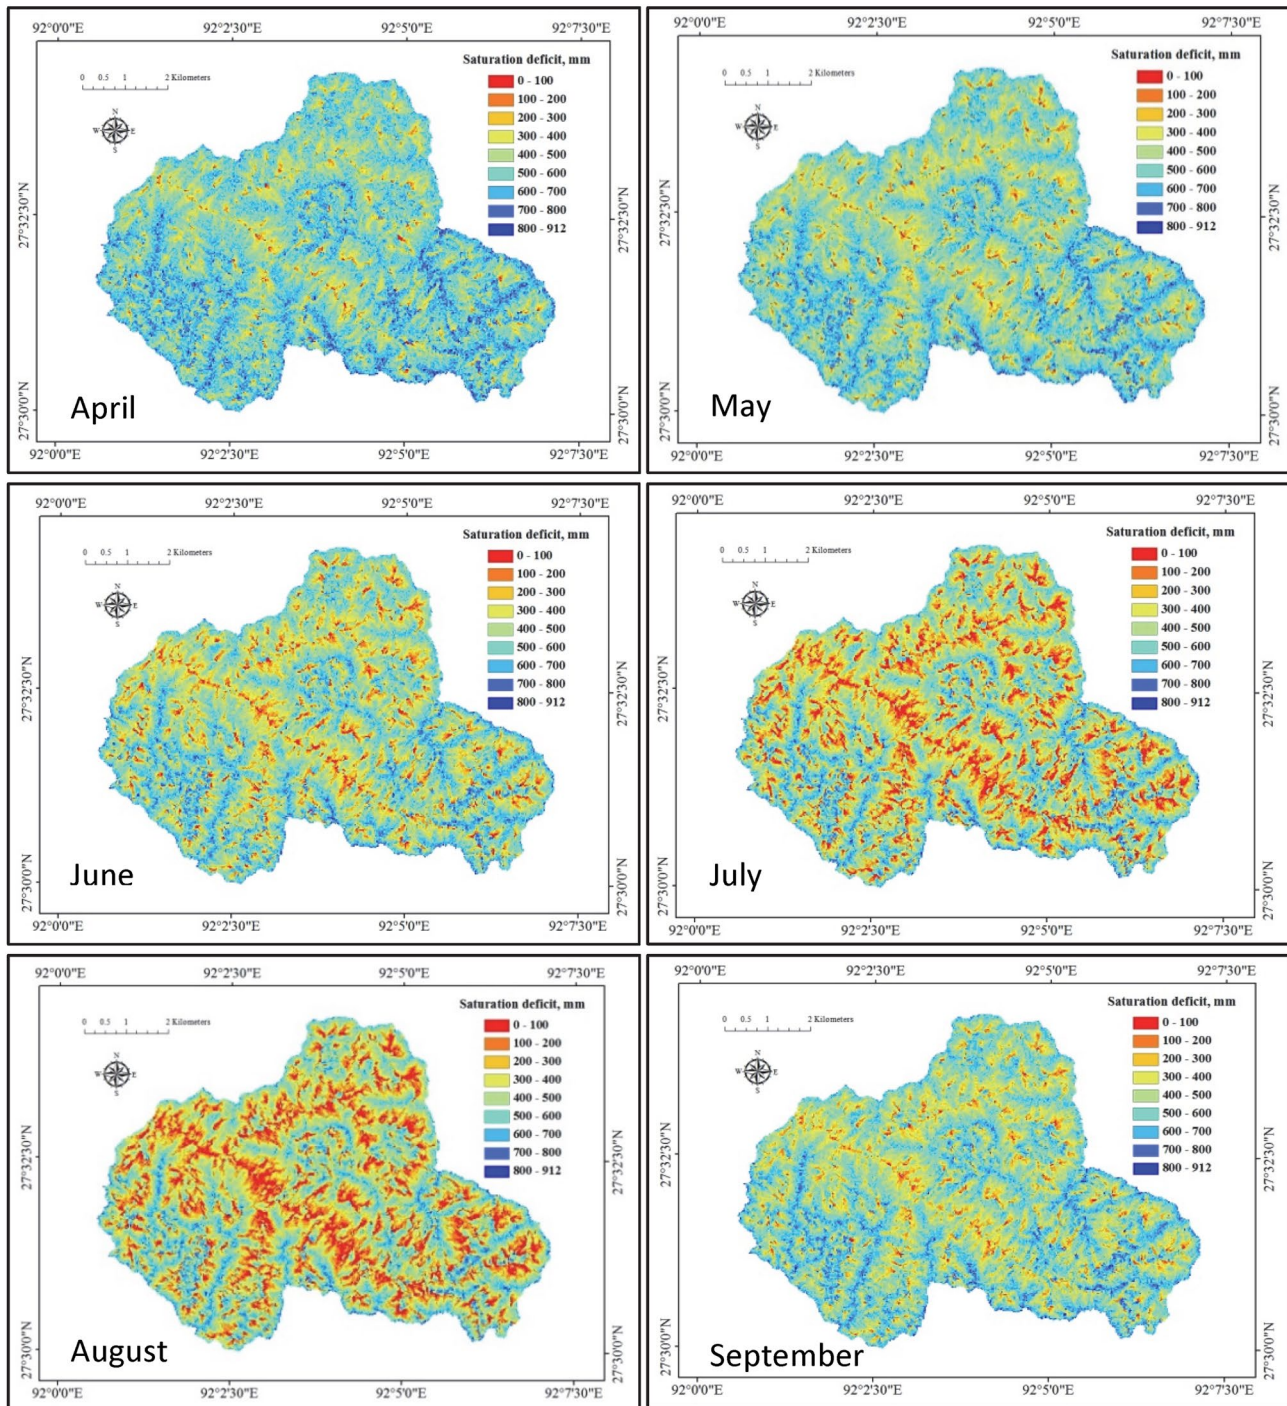 92°0'0"E 92°2'30"E 92°5'0"E 92°7'30"E
Saturation deficit, mm
0 0.5 1 2 Kilometers
0 - 100
100 - 200
200 - 300
300 - 400
400 - 500
500 - 600
600 - 700
700 - 800
800 - 912
N
W E
S
27°32'30"N 27°32'30"N
27°30'0"N 27°30'0"N
April
92°0'0"E 92°2'30"E 92°5'0"E 92°7'30"E
92°0'0"E 92°2'30"E 92°5'0"E 92°7'30"E
Saturation deficit, mm
0 0.5 1 2 Kilometers
0 - 100
100 - 200
200 - 300
300 - 400
400 - 500
500 - 600
600 - 700
700 - 800
800 - 912
N
W E
S
27°32'30"N 27°32'30"N
27°30'0"N 27°30'0"N
May
92°0'0"E 92°2'30"E 92°5'0"E 92°7'30"E
92°0'0"E 92°2'30"E 92°5'0"E 92°7'30"E
Saturation deficit, mm
0 0.5 1 2 Kilometers
0 - 100
100 - 200
200 - 300
300 - 400
400 - 500
500 - 600
600 - 700
700 - 800
800 - 912
N
W E
S
27°32'30"N 27°32'30"N
27°30'0"N 27°30'0"N
June
92°0'0"E 92°2'30"E 92°5'0"E 92°7'30"E
92°0'0"E 92°2'30"E 92°5'0"E 92°7'30"E
Saturation deficit, mm
0 0.5 1 2 Kilometers
0 - 100
100 - 200
200 - 300
300 - 400
400 - 500
500 - 600
600 - 700
700 - 800
800 - 912
N
W E
S
27°32'30"N 27°32'30"N
27°30'0"N 27°30'0"N
July
92°0'0"E 92°2'30"E 92°5'0"E 92°7'30"E
92°0'0"E 92°2'30"E 92°5'0"E 92°7'30"E
Saturation deficit, mm
0 0.5 1 2 Kilometers
0 - 100
100 - 200
200 - 300
300 - 400
400 - 500
500 - 600
600 - 700
700 - 800
800 - 912
N
W E
S
27°32'30"N 27°32'30"N
27°30'0"N 27°30'0"N
August
92°0'0"E 92°2'30"E 92°5'0"E 92°7'30"E
92°0'0"E 92°2'30"E 92°5'0"E 92°7'30"E
Saturation deficit, mm
0 0.5 1 2 Kilometers
0 - 100
100 - 200
200 - 300
300 - 400
400 - 500
500 - 600
600 - 700
700 - 800
800 - 912
N
W E
S
27°32'30"N 27°32'30"N
27°30'0"N 27°30'0"N
September
92°0'0"E 92°2'30"E 92°5'0"E 92°7'30"E